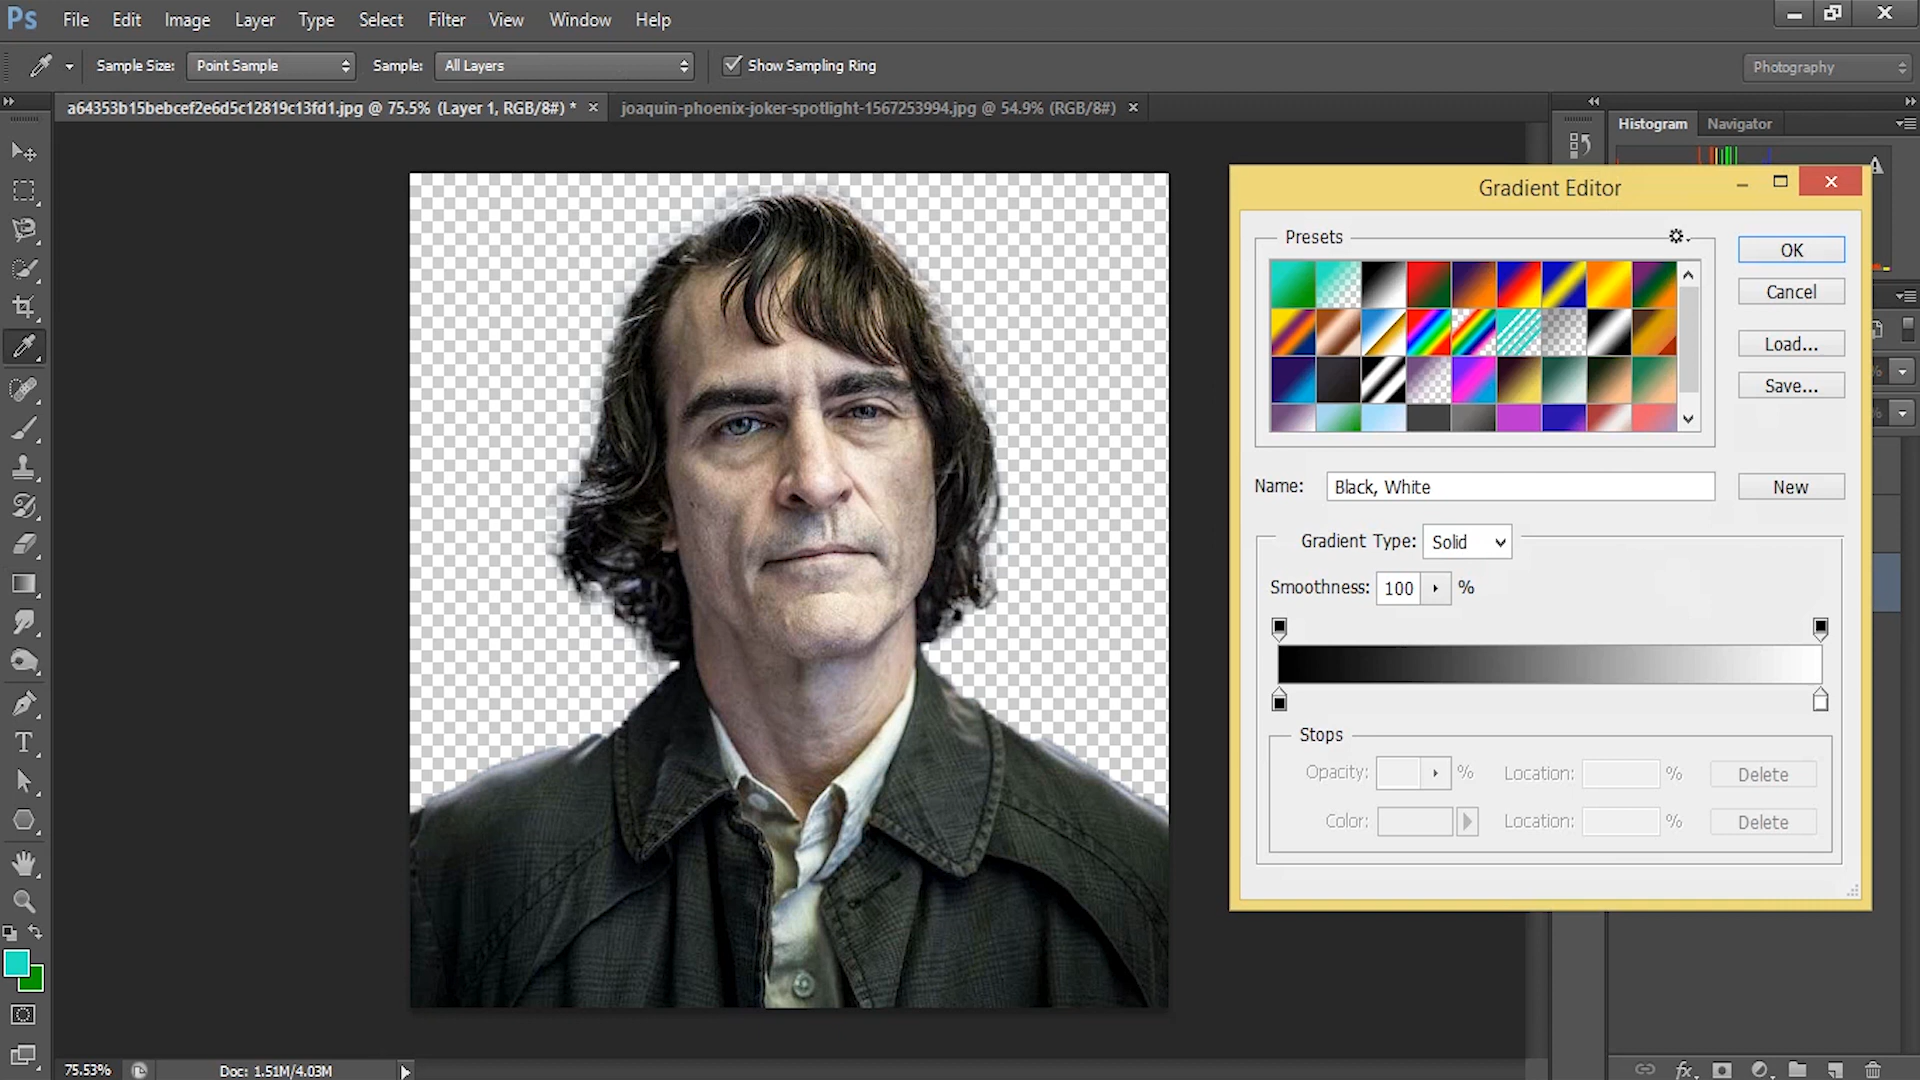 Ps File Edit Image Layer Type Select Filter View Window Help
Sample Size: Point Sample Sample: All Layers Show Sampling Ring Photography
a64353b15bebcef2e6d5c12819c13fd1.jpg @ 75.5% (Layer 1, RGB/8#) * × joaquin-phoenix-joker-spotlight-1567253994.jpg @ 54.9% (RGB/8#) ×
Histogram Navigator
Gradient Editor
Presets
OK
Cancel
Load...
Save...
Name: Black, White New
Gradient Type: Solid
Smoothness: 100 %
Stops
Opacity: % Location: % Delete
Color: Location: % Delete
T
75.53% Doc: 1.51M/4.03M
fx